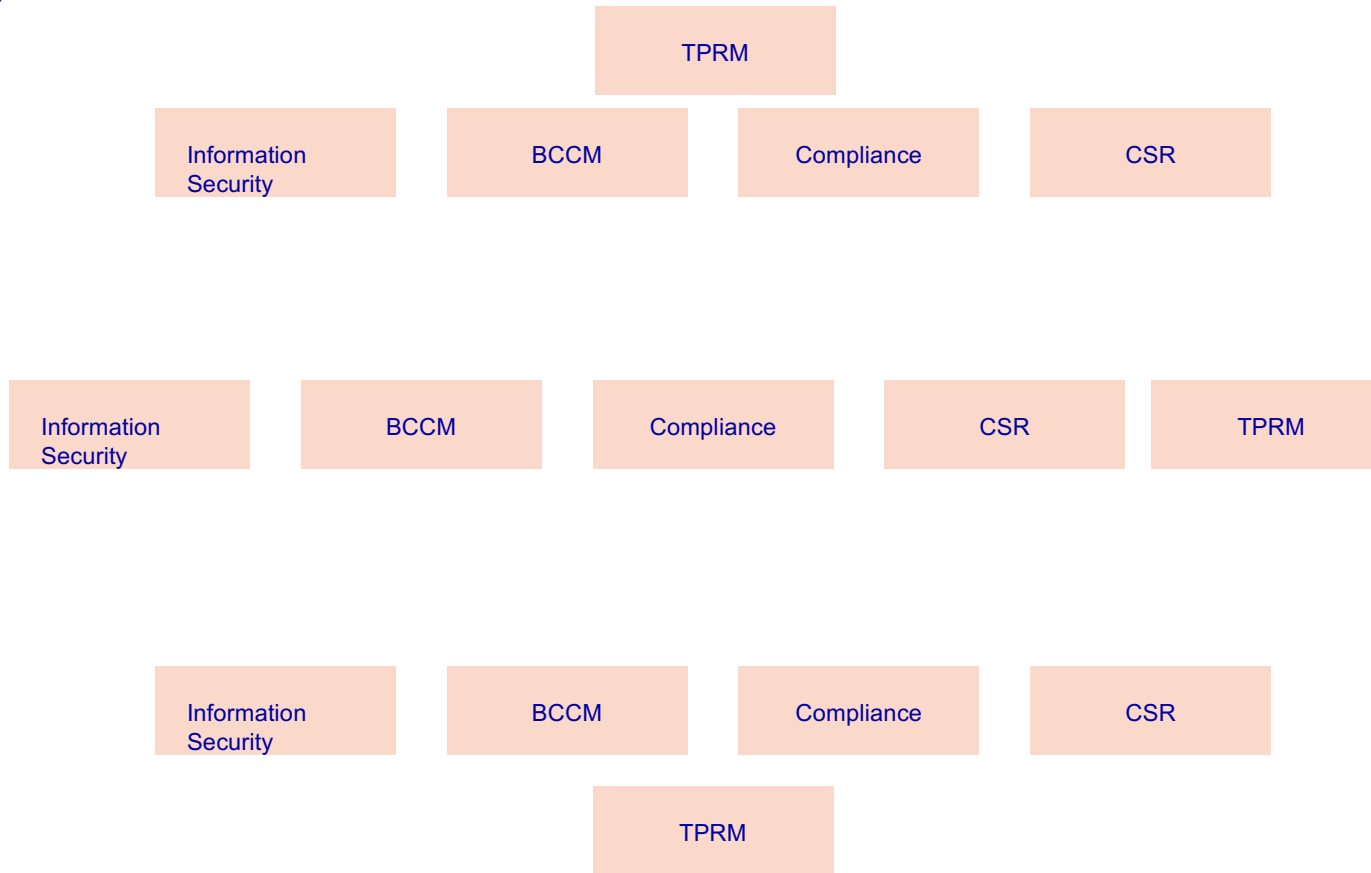 TPRM
Information
Security
BCCM
Compliance
CSR
Information
Security
BCCM
Compliance
CSR
TPRM
Information
Security
BCCM
Compliance
CSR
TPRM